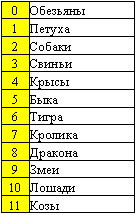 0 Обезьяны
1 Петуха
2 Собаки
3 Свиньи
4 Крысы
5 Быка
6 Тигра
7 Кролика
8 Дракона
9 Змеи
10 Лошади
11 Козы